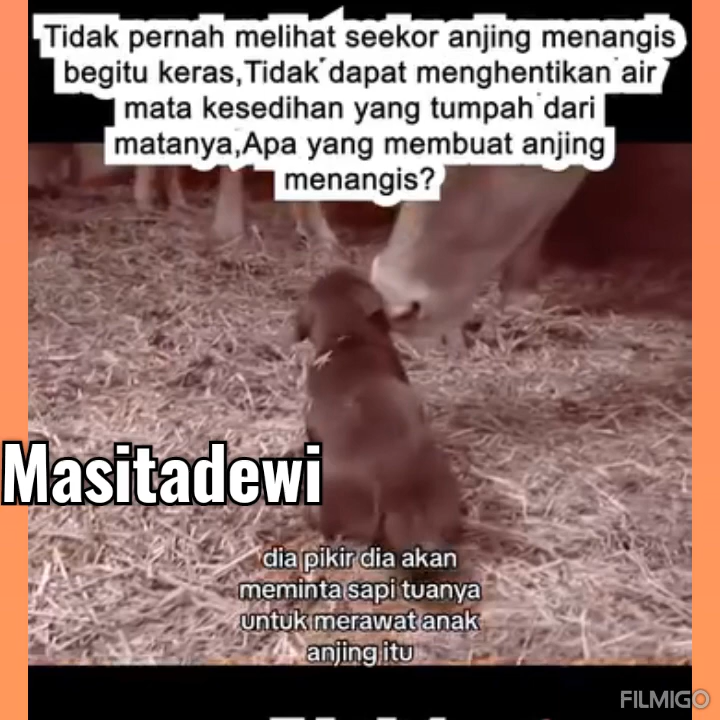 Tidak pernah melihat seekor anjing menangis
begitu keras,Tidak dapat menghentikan air
mata kesedihan yang tumpah dari
matanya,Apa yang membuat anjing
menangis?
Masitadewi
dia pikir dia akan
meminta sapi tuanya
untuk merawat anak
anjing itu
FILMIGO